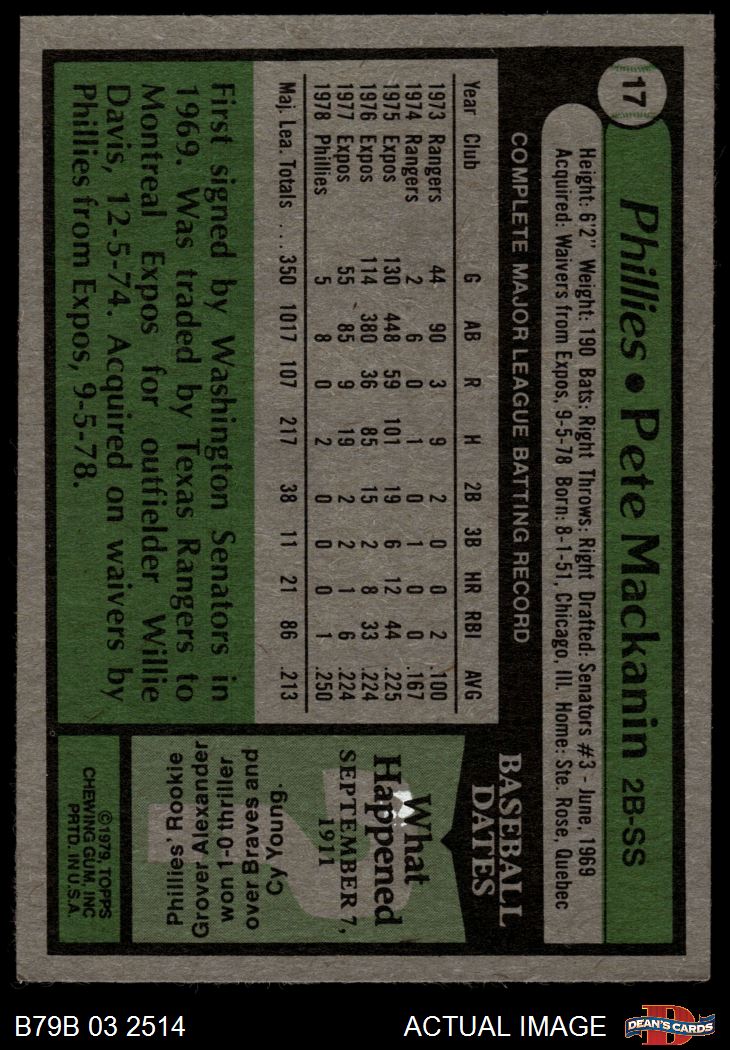 17
Phillies • Pete Mackanin 2B-SS
Height: 6'2" Weight: 190 Bats: Right Throws: Right Drafted: Senators #3 - June, 1969
Acquired: Waivers from Expos, 9-5-78 Born: 8-1-51, Chicago, Ill. Home: Ste. Rose, Quebec
COMPLETE MAJOR LEAGUE BATTING RECORD
Year Club G AB R H 2B 3B HR RBI AVG
1973 Rangers 44 90 3 9 2 0 0 2 .100
1974 Rangers 2 6 0 1 0 1 0 0 .167
1975 Expos 130 448 59 101 19 6 12 44 .225
1976 Expos 114 380 36 85 15 2 8 33 .224
1977 Expos 55 85 9 19 2 2 1 6 .224
1978 Phillies 5 8 0 2 0 0 0 1 .250
Maj. Lea. Totals ... 350 1017 107 217 38 11 21 86 .213
First signed by Washington Senators in
1969. Was traded by Texas Rangers to
Montreal Expos for outfielder Willie
Davis, 12-5-74. Acquired on waivers by
Phillies from Expos, 9-5-78.
BASEBALL
DATES
What
Happened
SEPTEMBER 7,
1911
Phillies' Rookie
Grover Alexander
won 1-0 thriller
over Braves and
Cy Young.
©1979, TOPPS
CHEWING GUM, INC
PRTD. IN U.S.A.
B79B 03 2514
ACTUAL IMAGE
D
DEAN'S CARDS